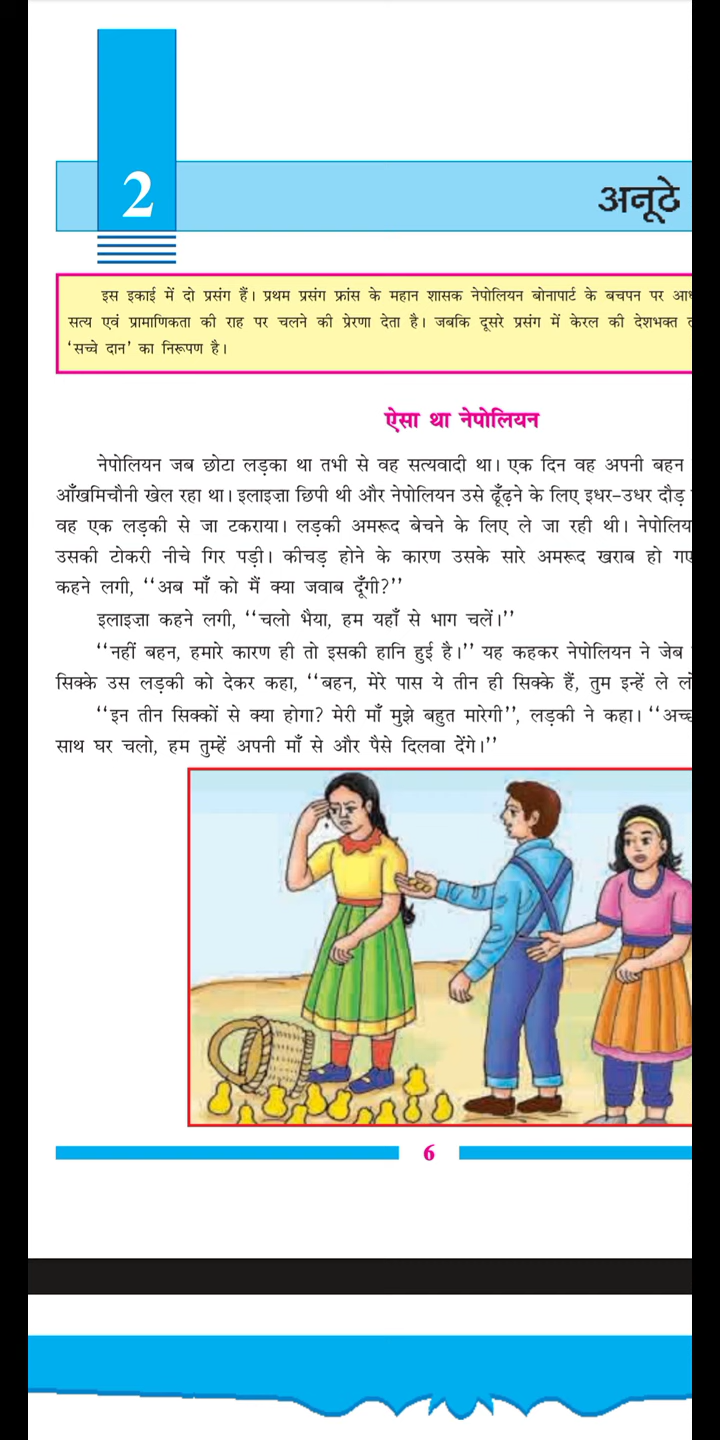 2
अनूठे
इस इकाई में दो प्रसंग हैं। प्रथम प्रसंग फ्रांस के महान शासक नेपोलियन बोनापार्ट के बचपन पर
सत्य एवं प्रामाणिकता की राह पर चलने की प्रेरणा देता है। जबकि दूसरे प्रसंग में केरल की देशभक्त
'सच्चे दान' का निरूपण है।
ऐसा था नेपोलियन
नेपोलियन जब छोटा लड़का था तभी से वह सत्यवादी था। एक दिन वह अपनी बहन
आँखमिचौनी खेल रहा था। इलाइज़ा छिपी थी और नेपोलियन उसे ढूँढ़ने के लिए इधर-उधर दौड़
वह एक लड़की से जा टकराया। लड़की अमरूद बेचने के लिए ले जा रही थी।
उसकी टोकरी नीचे गिर पड़ी। कीचड़ होने के कारण उसके सारे अमरूद खराब हो
कहने लगी, ‘‘अब माँ को मैं क्या जवाब दूँगी?’’
इलाइज़ा कहने लगी, ‘‘चलो भैया, हम यहाँ से भाग चलें।’’
‘‘नहीं बहन, हमारे कारण ही तो इसकी हानि हुई है।’’ यह कहकर नेपोलियन ने जेब
सिक्के उस लड़की को देकर कहा, ‘‘बहन, मेरे पास ये तीन ही सिक्के हैं, तुम इन्हें ले
‘‘इन तीन सिक्कों से क्या होगा? मेरी माँ मुझे बहुत मारेगी’’, लड़की ने कहा।
साथ घर चलो, हम तुम्हें अपनी माँ से और पैसे दिलवा देंगे।’’
6